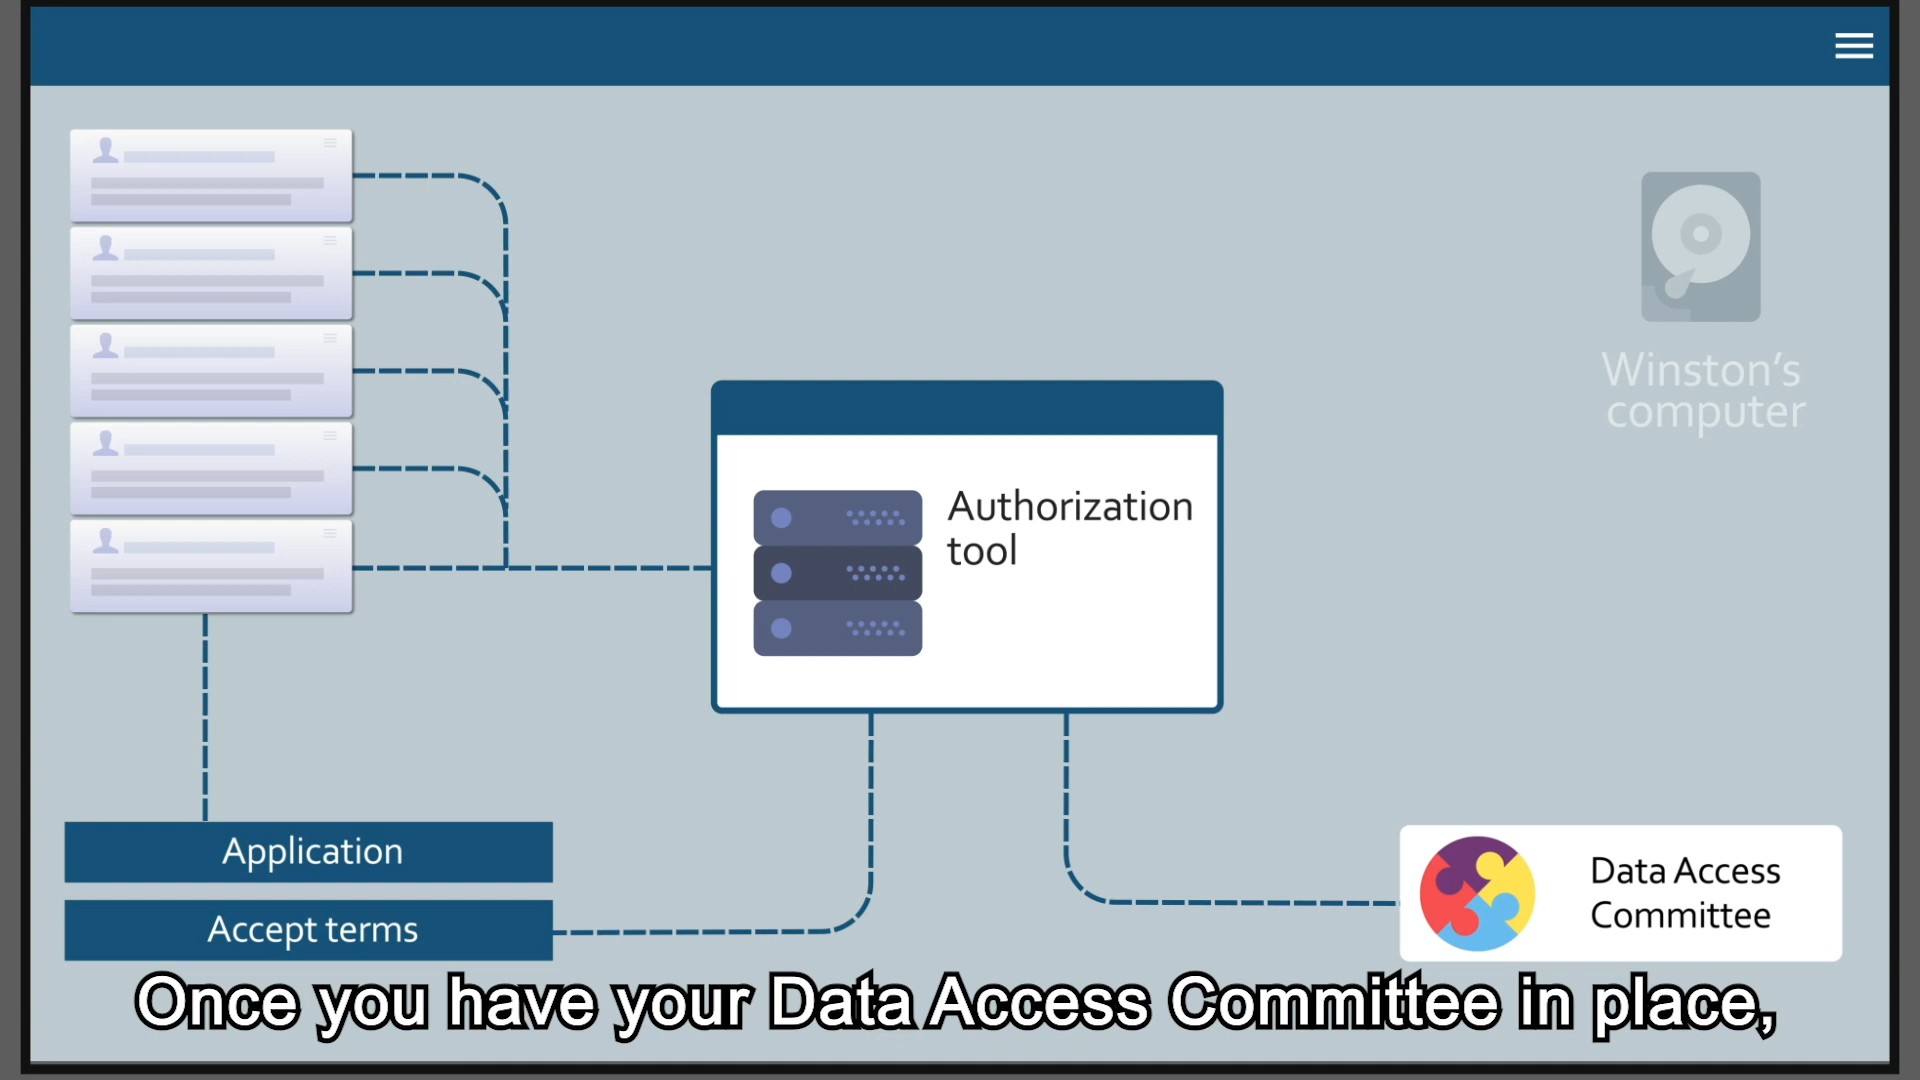 Winston's
computer
Authorization
tool
Application
Accept terms
Data Access
Committee
Once you have your Data Access Committee in place,